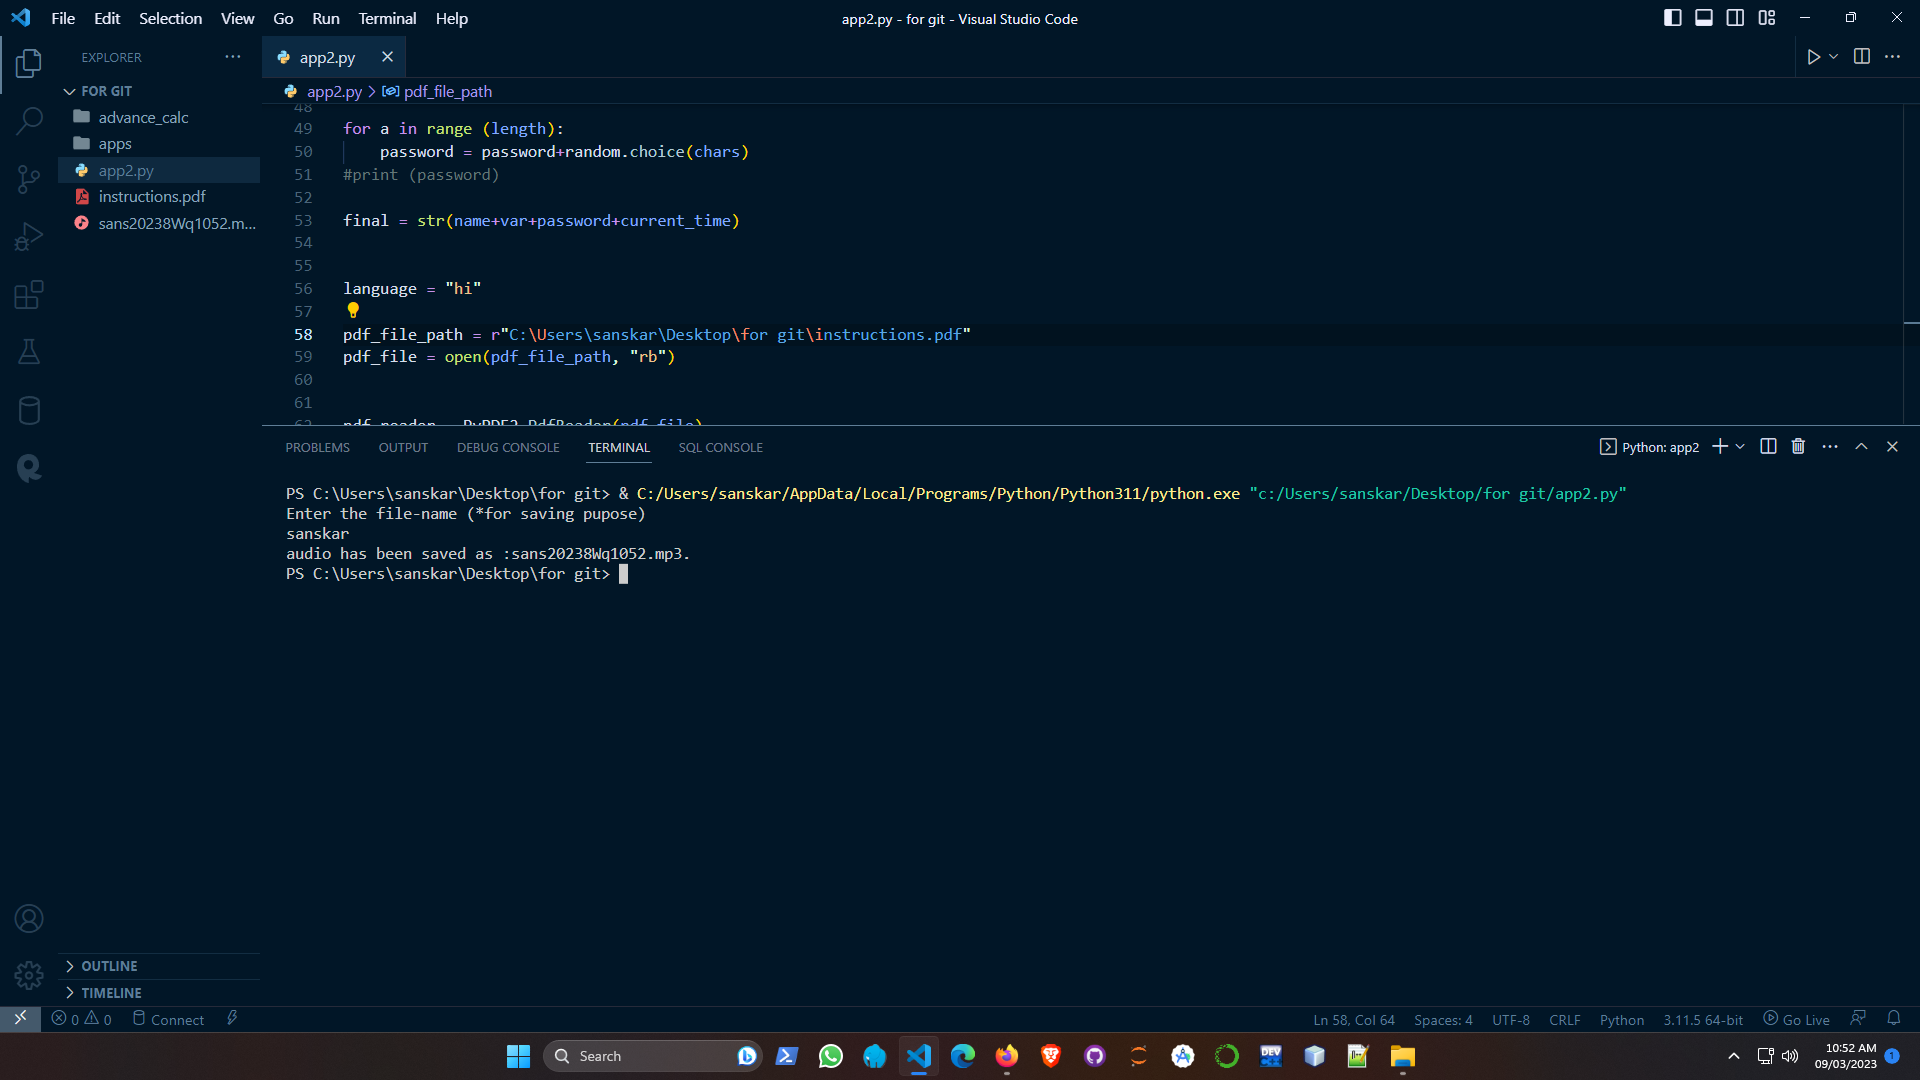 File Edit Selection View Go Run Terminal Help
app2.py - for git - Visual Studio Code
EXPLORER
FOR GIT
advance_calc
apps
app2.py
instructions.pdf
sans20238Wq1052.m...
OUTLINE
TIMELINE
app2.py
app2.py > pdf_file_path
48
49 for a in range (length):
50 password = password+random.choice(chars)
51 #print (password)
52
53 final = str(name+var+password+current_time)
54
55
56 language = "hi"
57
58 pdf_file_path = r"C:\Users\sanskar\Desktop\for git\instructions.pdf"
59 pdf_file = open(pdf_file_path, "rb")
60
61
62 pdf_reader = PyPDF2.PdfReader(pdf_file)
PROBLEMS OUTPUT DEBUG CONSOLE TERMINAL SQL CONSOLE
Python: app2
PS C:\Users\sanskar\Desktop\for git> & C:/Users/sanskar/AppData/Local/Programs/Python/Python311/python.exe "c:/Users/sanskar/Desktop/for git/app2.py"
Enter the file-name (*for saving pupose)
sanskar
audio has been saved as :sans20238Wq1052.mp3.
PS C:\Users\sanskar\Desktop\for git>
0 0 Connect
Ln 58, Col 64 Spaces: 4 UTF-8 CRLF Python 3.11.5 64-bit Go Live
Search
DEV
10:52 AM
09/03/2023
1